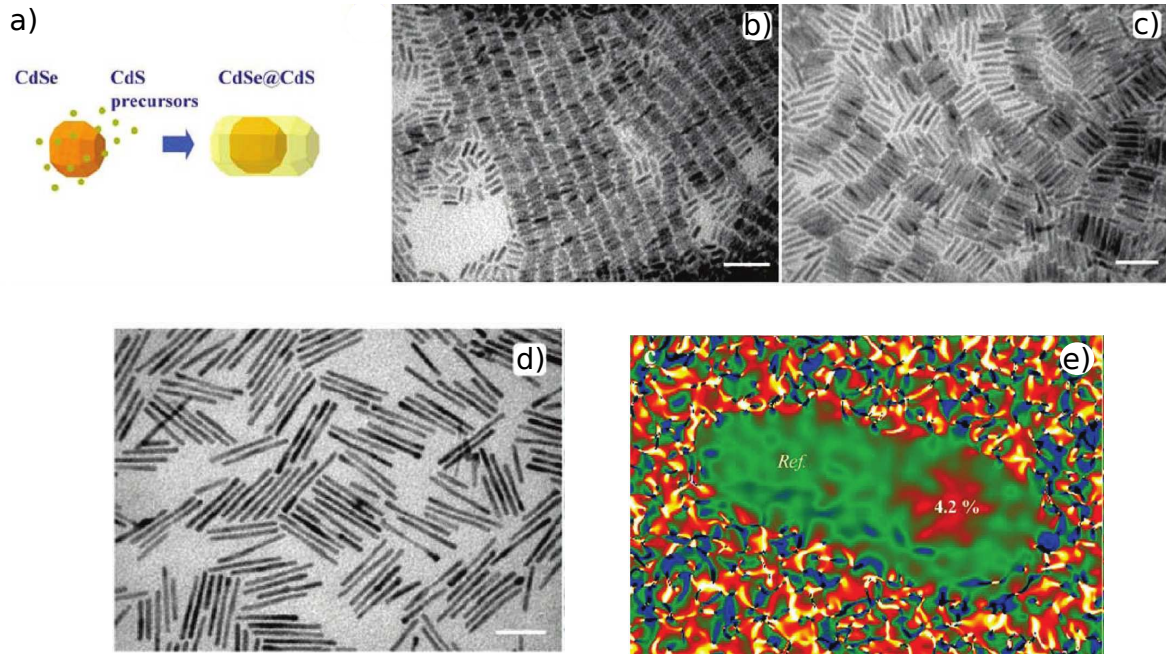 a)
CdSe
CdS
precursors
CdSe@CdS
b)
c)
d)
c
e)
Ref.
4.2 %